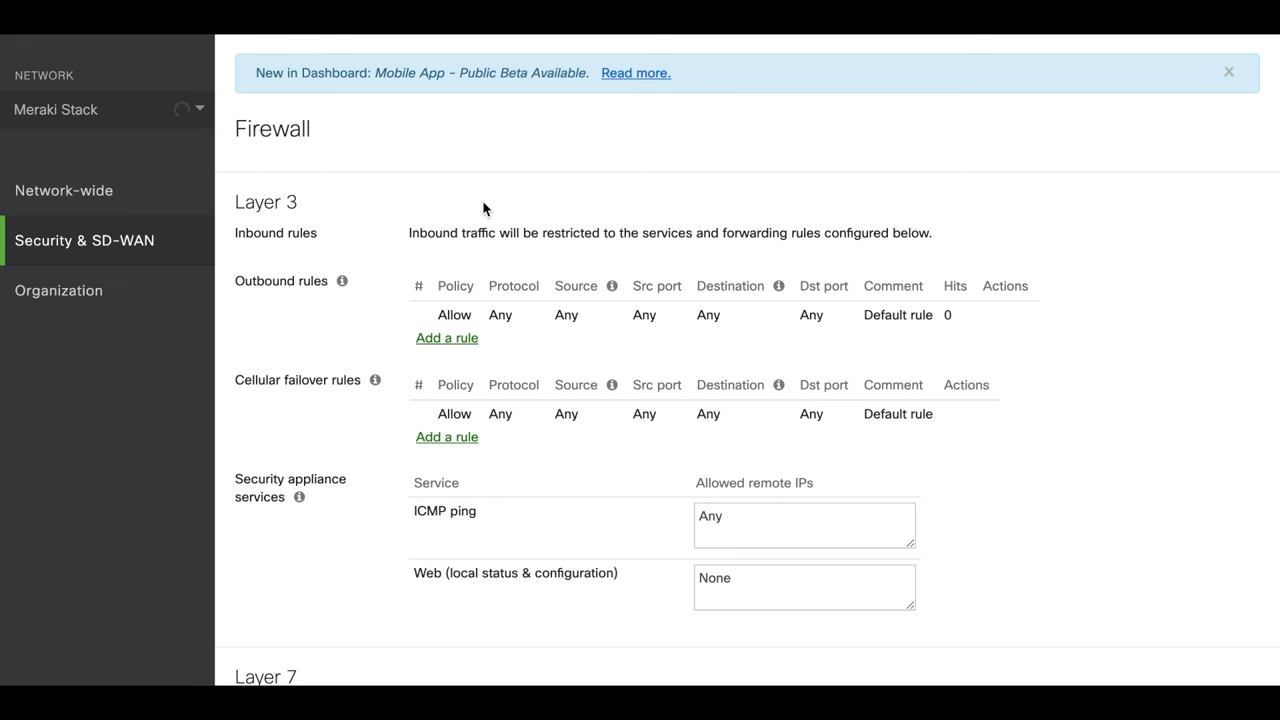 New in Dashboard: Mobile App - Public Beta Available. Read more. ×
NETWORK
Meraki Stack
Network-wide
Security & SD-WAN
Organization
Firewall
Layer 3
Inbound rules Inbound traffic will be restricted to the services and forwarding rules configured below.
Outbound rules i # Policy Protocol Source i Src port Destination i Dst port Comment Hits Actions
Allow Any Any Any Any Any Default rule 0
Add a rule
Cellular failover rules i # Policy Protocol Source i Src port Destination i Dst port Comment Actions
Allow Any Any Any Any Any Default rule
Add a rule
Security appliance
services i
Service Allowed remote IPs
ICMP ping Any
Web (local status & configuration) None
Layer 7